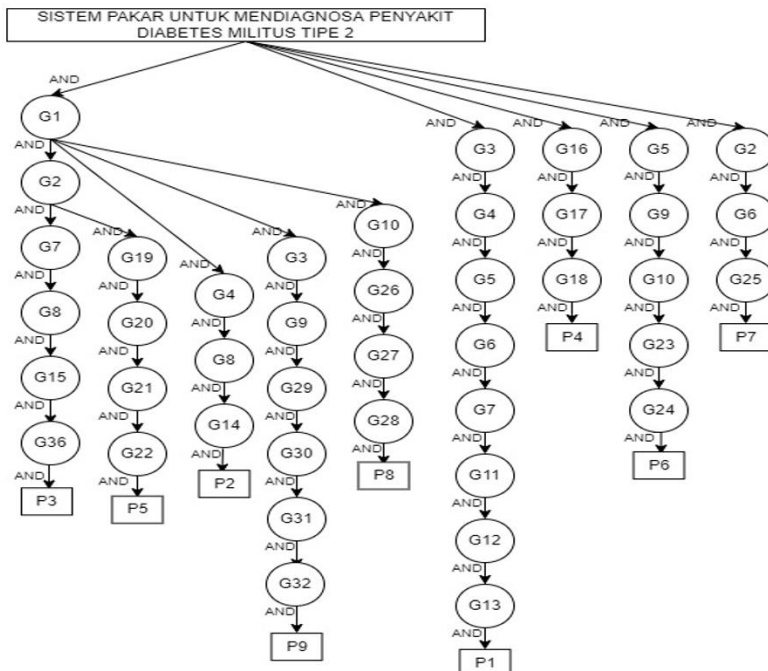 SISTEM PAKAR UNTUK MENDIAGNOSA PENYAKIT
DIABETES MILITUS TIPE 2
AND
G1
AND
G2
AND
G7
AND
G8
AND
G15
AND
G36
AND
P3
AND
G19
AND
G20
AND
G21
AND
G22
AND
P5
AND
G4
AND
G8
AND
G14
AND
P2
AND
G3
AND
G9
AND
G29
AND
G30
AND
G31
AND
G32
AND
P9
AND
G10
AND
G26
AND
G27
AND
G28
AND
P8
AND
G3
AND
G4
AND
G5
AND
G6
AND
G7
AND
G11
AND
G12
AND
G13
AND
P1
AND
G16
AND
G17
AND
G18
AND
P4
AND
G5
AND
G9
AND
G10
AND
G23
AND
G24
AND
P6
AND
G2
AND
G6
AND
G25
AND
P7